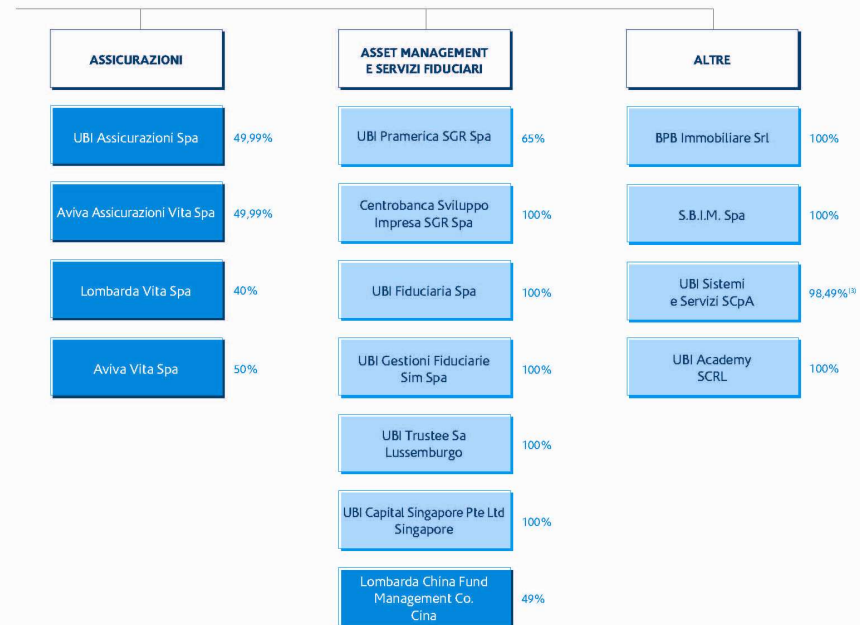 ASSICURAZIONI
UBI Assicurazioni Spa
49,99%
Aviva Assicurazioni Vita Spa
49,99%
Lombarda Vita Spa
40%
Aviva Vita Spa
50%
ASSET MANAGEMENT
E SERVIZI FIDUCIARI
UBI Pramerica SGR Spa
65%
Centrobanca Sviluppo
Impresa SGR Spa
100%
UBI Fiduciaria Spa
100%
UBI Gestioni Fiduciarie
Sim Spa
100%
UBI Trustee Sa
Lussemburgo
100%
UBI Capital Singapore Pte Ltd
Singapore
100%
Lombarda China Fund
Management Co.
Cina
49%
ALTRE
BPB Immobiliare Srl
100%
S.B.I.M. Spa
100%
UBI Sistemi
e Servizi SCpA
98,49%(3)
UBI Academy
SCRL
100%